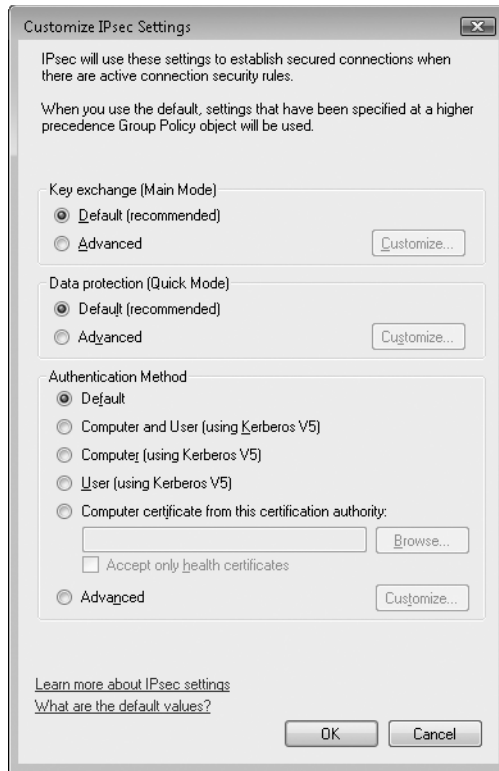 Customize IPsec Settings
IPsec will use these settings to establish secured connections when
there are active connection security rules.
When you use the default, settings that have been specified at a higher
precedence Group Policy object will be used.
Key exchange (Main Mode)
Default (recommended)
Advanced
Customize...
Data protection (Quick Mode)
Default (recommended)
Advanced
Customize...
Authentication Method
Default
Computer and User (using Kerberos V5)
Computer (using Kerberos V5)
User (using Kerberos V5)
Computer certificate from this certification authority:
Browse...
Accept only health certificates
Advanced
Customize...
Learn more about IPsec settings
What are the default values?
OK
Cancel